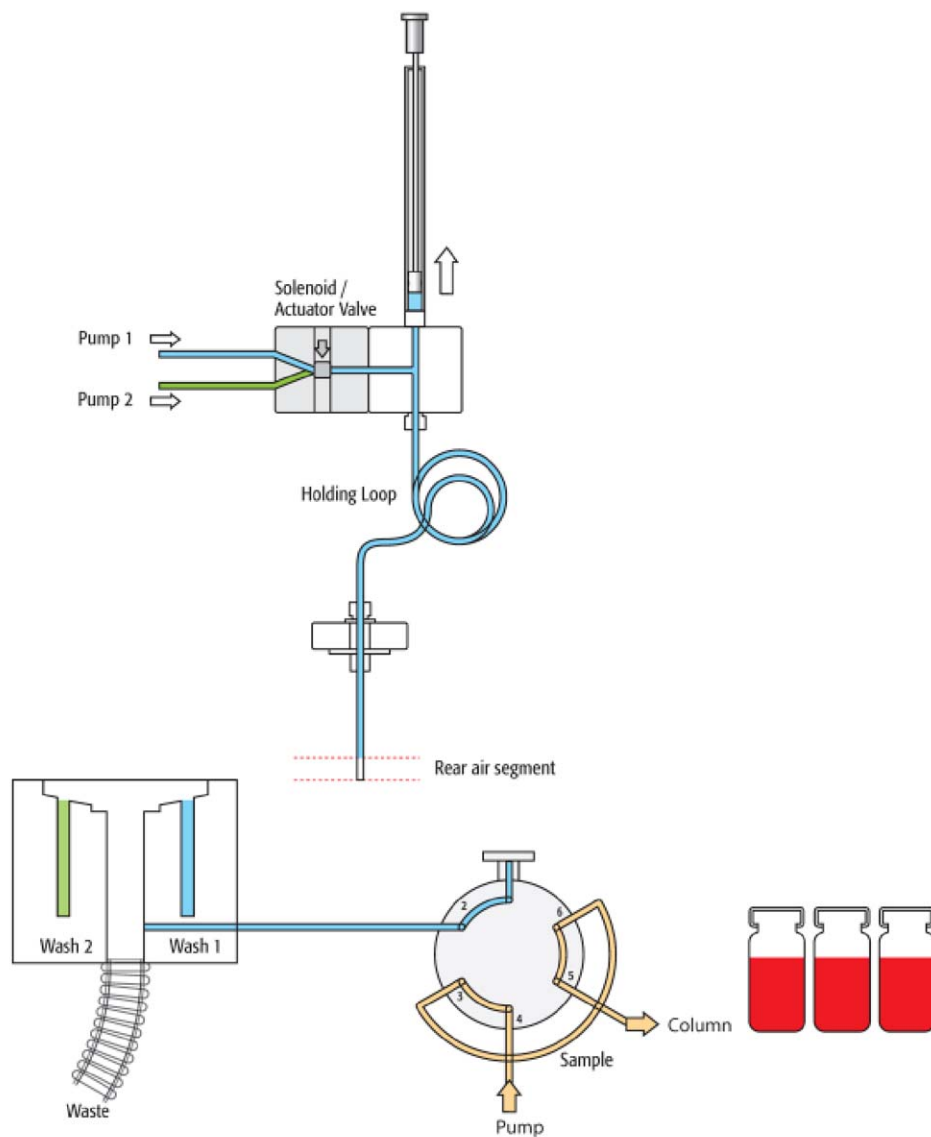 Solenoid /
Actuator Valve
Pump 1
Pump 2
Holding Loop
Rear air segment
Wash 2
Wash 1
Waste
2
6
3
5
4
Column
Sample
Pump